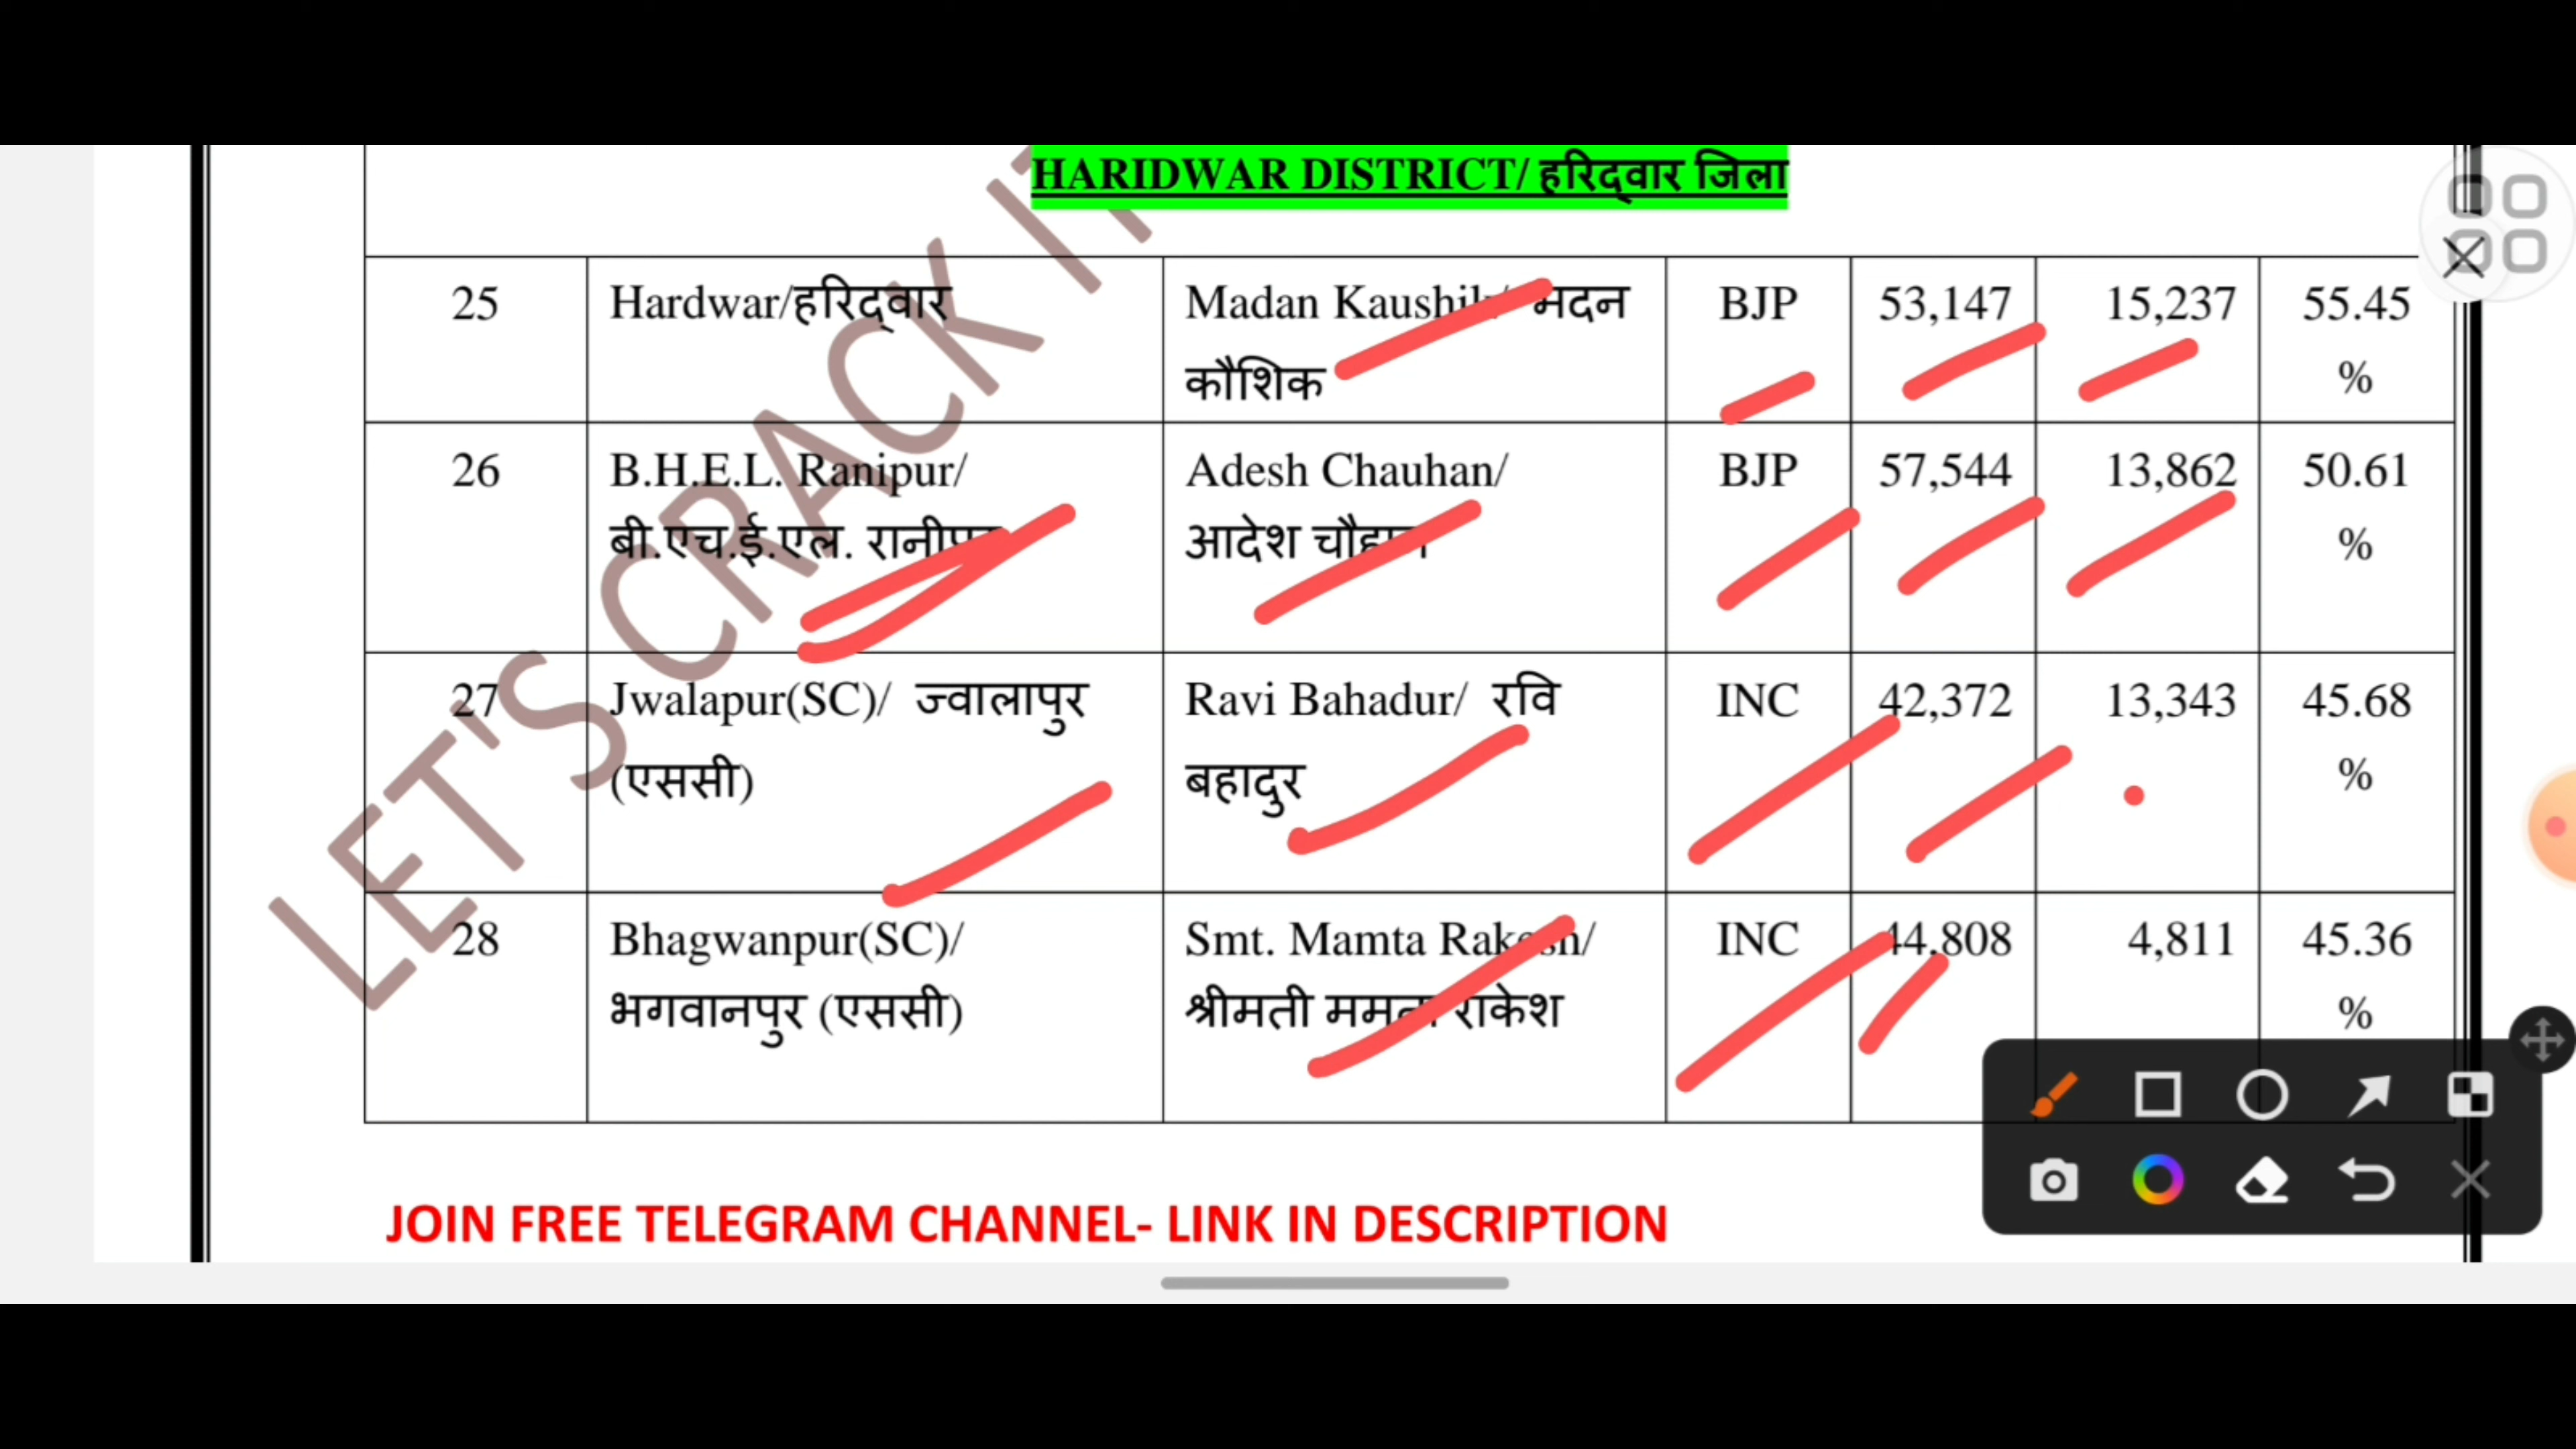 HARIDWAR DISTRICT/ हरिद्वार जिला
25 Hardwar/हरिद्वार Madan Kaushik/ मदन BJP 53,147 15,237 55.45
कौशिक %
26 B.H.E.L. Ranipur/ Adesh Chauhan/ BJP 57,544 13,862 50.61
बी.एच.ई.एल. रानीपुर आदेश चौहान %
27 Jwalapur(SC)/ ज्वालापुर Ravi Bahadur/ रवि INC 42,372 13,343 45.68
(एससी) बहादुर %
28 Bhagwanpur(SC)/ Smt. Mamta Rakesh/ INC 44,808 4,811 45.36
भगवानपुर (एससी) श्रीमती ममता राकेश %
LET'S CRACK IT
JOIN FREE TELEGRAM CHANNEL- LINK IN DESCRIPTION